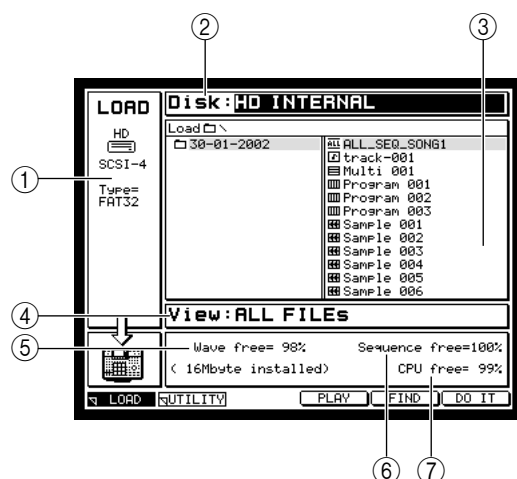 ② ③
LOAD Disk:HD INTERNAL
Load \
HD
SCSI-4
Type=
FAT32
①
30-01-2002
ALL ALL_SEQ_SONG1
track-001
Multi 001
Program 001
Program 002
Program 003
Sample 001
Sample 002
Sample 003
Sample 004
Sample 005
Sample 006
④ View:ALL FILEs
⑤ Wave free= 98% Sequence free=100%
( 16Mbyte installed) CPU free= 99%
LOAD UTILITY PLAY FIND DO IT
⑥ ⑦